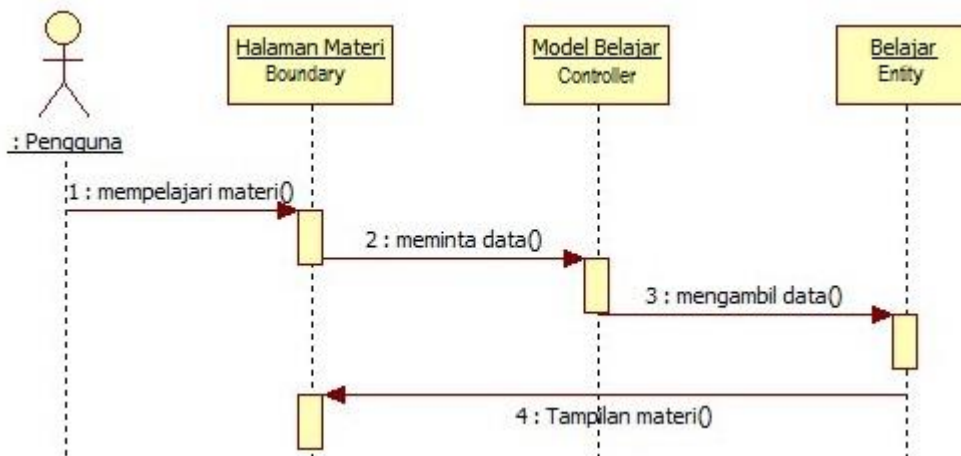 Halaman Materi
Boundary
Model Belajar
Controller
Belajar
Entity
: Pengguna
1 : mempelajari materi()
2 : meminta data()
3 : mengambil data()
4 : Tampilan materi()